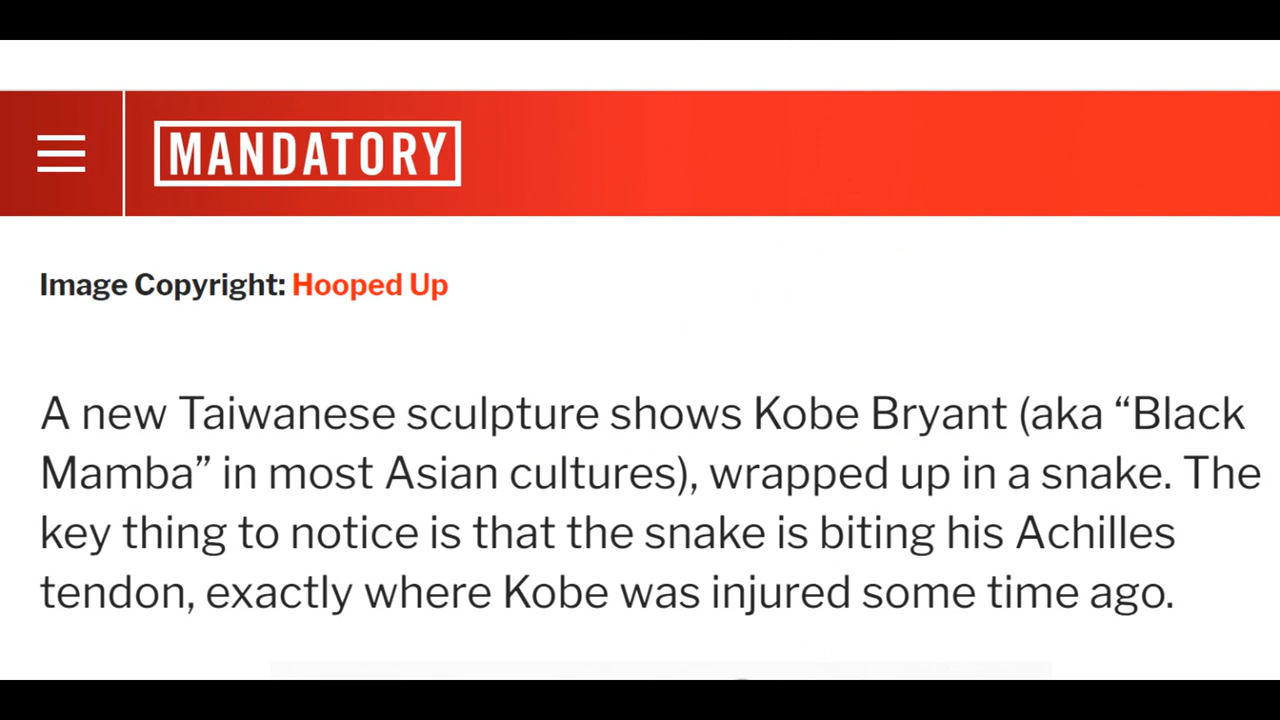 MANDATORY
Image Copyright: Hooped Up
A new Taiwanese sculpture shows Kobe Bryant (aka “Black
Mamba” in most Asian cultures), wrapped up in a snake. The
key thing to notice is that the snake is biting his Achilles
tendon, exactly where Kobe was injured some time ago.